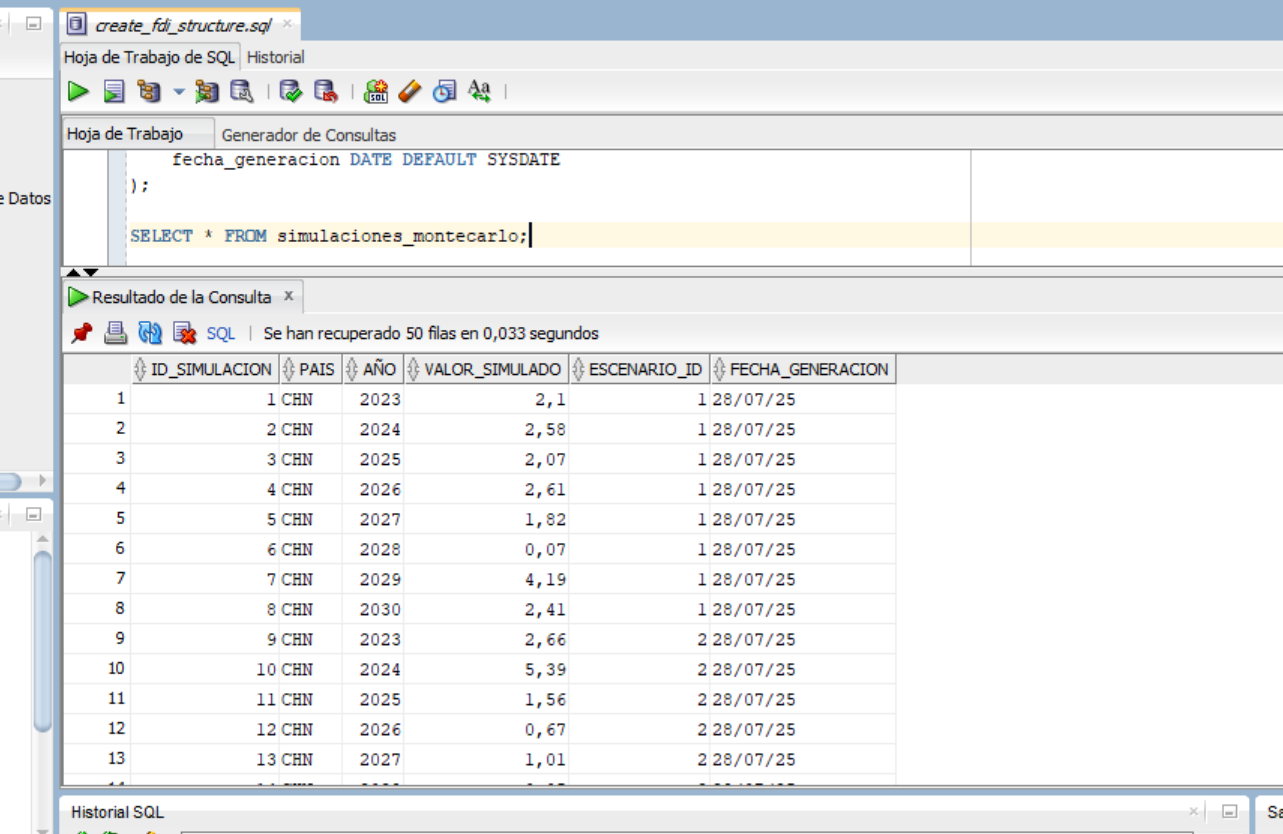 create_fdi_structure.sql
Hoja de Trabajo de SQL Historial
Aa
Hoja de Trabajo Generador de Consultas
fecha_generacion DATE DEFAULT SYSDATE
);
e Datos
SELECT * FROM simulaciones_montecarlo;
Resultado de la Consulta x
SQL | Se han recuperado 50 filas en 0,033 segundos
ID_SIMULACION PAIS AÑO VALOR_SIMULADO ESCENARIO_ID FECHA_GENERACION
1 1 CHN 2023 2,1 1 28/07/25
2 2 CHN 2024 2,58 1 28/07/25
3 3 CHN 2025 2,07 1 28/07/25
4 4 CHN 2026 2,61 1 28/07/25
5 5 CHN 2027 1,82 1 28/07/25
6 6 CHN 2028 0,07 1 28/07/25
7 7 CHN 2029 4,19 1 28/07/25
8 8 CHN 2030 2,41 1 28/07/25
9 9 CHN 2023 2,66 2 28/07/25
10 10 CHN 2024 5,39 2 28/07/25
11 11 CHN 2025 1,56 2 28/07/25
12 12 CHN 2026 0,67 2 28/07/25
13 13 CHN 2027 1,01 2 28/07/25
Historial SQL
Sa